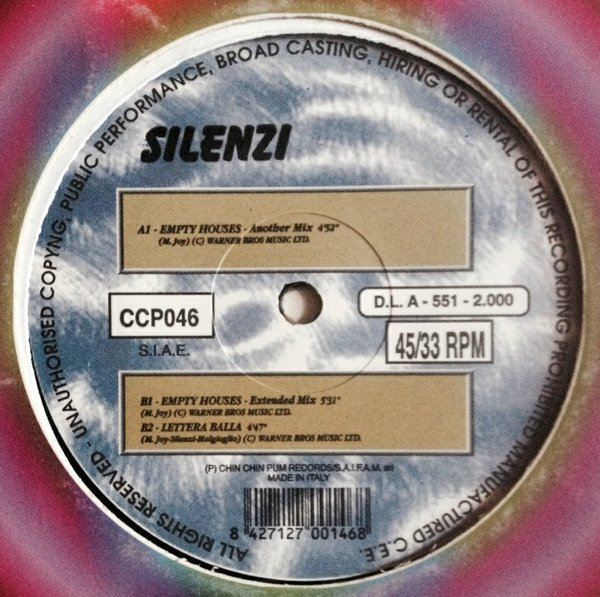 ALL RIGHTS RESERVED - UNAUTHORISED COPYNG, PUBLIC PERFORMANCE, BROAD CASTING, HIRING OR RENTAL OF THIS RECORDING PROHIBITED MANUFACTURED C.E.E.
SILENZI
A1 - EMPTY HOUSES - Another Mix 4'52"
(M. Joy) (C) WARNER BROS MUSIC LTD.
CCP046
D.L. A - 551 - 2.000
S.I.A.E.
45/33 RPM
B1 - EMPTY HOUSES - Extended Mix 5'31"
(M. Joy) (C) WARNER BROS MUSIC LTD.
B2 - LETTERA BALLA 4'47"
(M. Joy-Silenzi-Malgioglio) (C) WARNER BROS MUSIC LTD.
(P) CHIN CHIN PUM RECORDS/S.A.I.F.A.M. srl
MADE IN ITALY
8 427127 001468